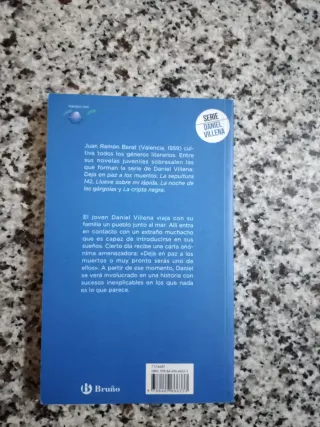 SERIE
DANIEL
VILLENA
Juan Ramón Barat (Valencia, 1959) cul-
tiva todos los géneros literarios. Entre
sus novelas juveniles sobresalen las
que forman la serie de Daniel Villena:
Deja en paz a los muertos, La sepultura
142, Llueve sobre mi lápida, La noche de
las gárgolas y La cripta negra.
El joven Daniel Villena viaja con su
familia un pueblo junto al mar. Allí entra
en contacto con un extraño muchacho
que es capaz de introducirse en sus
sueños. Cierto día recibe una carta anó-
nima amenazadora: «Deja en paz a los
muertos o muy pronto serás uno de
ellos». A partir de ese momento, Daniel
se verá involucrado en una historia con
sucesos inexplicables en los que nada
es lo que parece.
Bruño